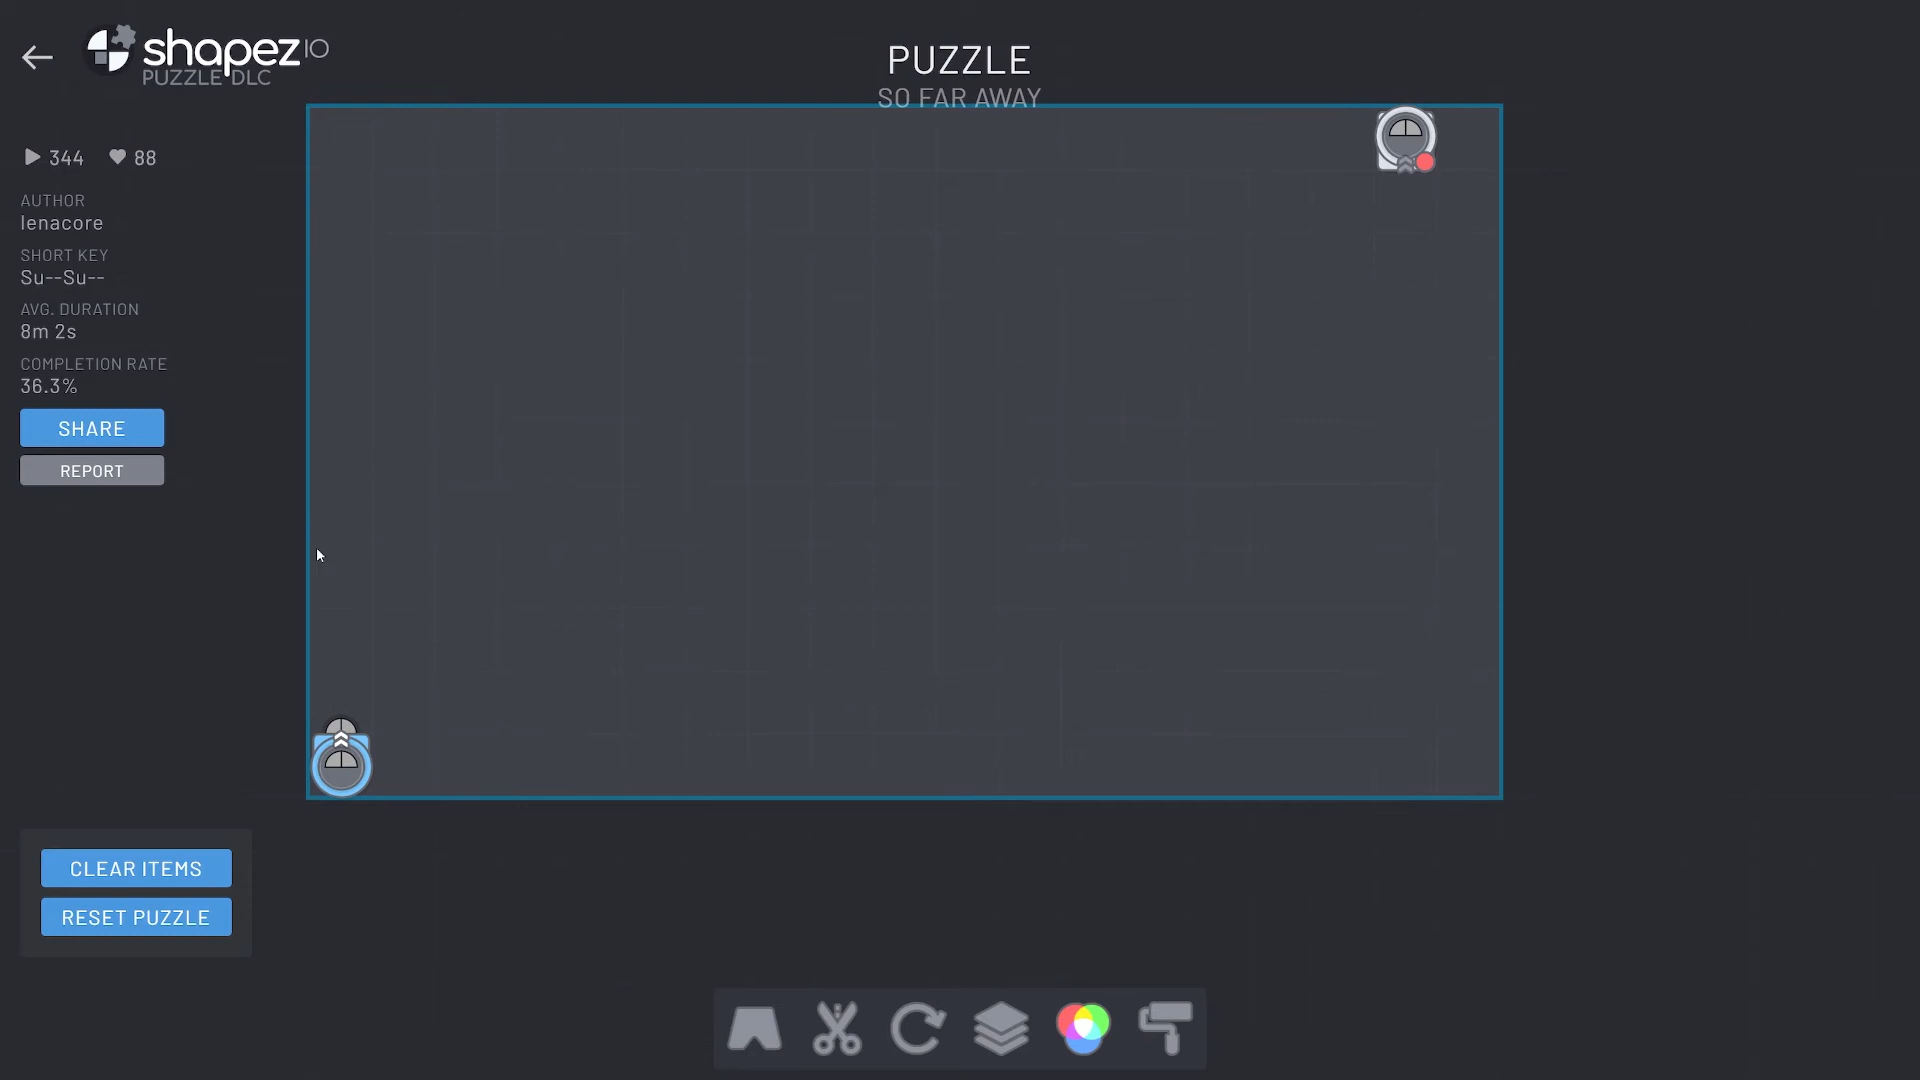 shapez IO
PUZZLE DLC
PUZZLE
SO FAR AWAY
344 88
AUTHOR
lenacore
SHORT KEY
Su--Su--
AVG. DURATION
8m 2s
COMPLETION RATE
36.3%
SHARE
REPORT
CLEAR ITEMS
RESET PUZZLE